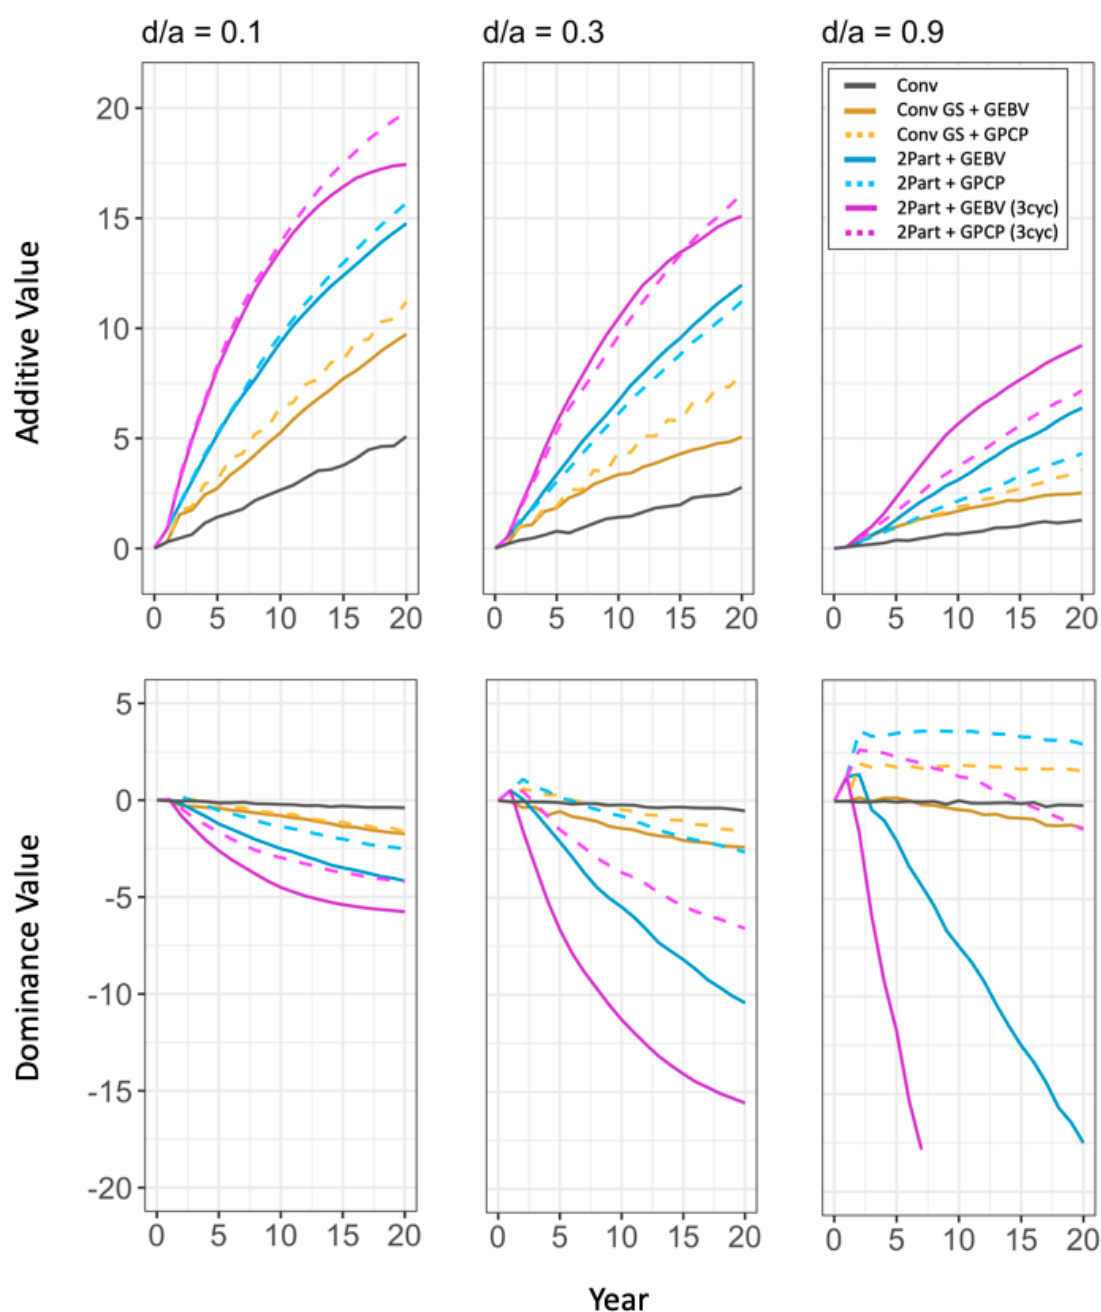 d/a = 0.1 d/a = 0.3 d/a = 0.9
Additive Value
20
15
10
5
0
Conv
Conv GS + GEBV
Conv GS + GPCP
2Part + GEBV
2Part + GPCP
2Part + GEBV (3cyc)
2Part + GPCP (3cyc)
0 5 10 15 20 0 5 10 15 20 0 5 10 15 20
Dominance Value
5
0
-5
-10
-15
-20
0 5 10 15 20 0 5 10 15 20 0 5 10 15 20
Year